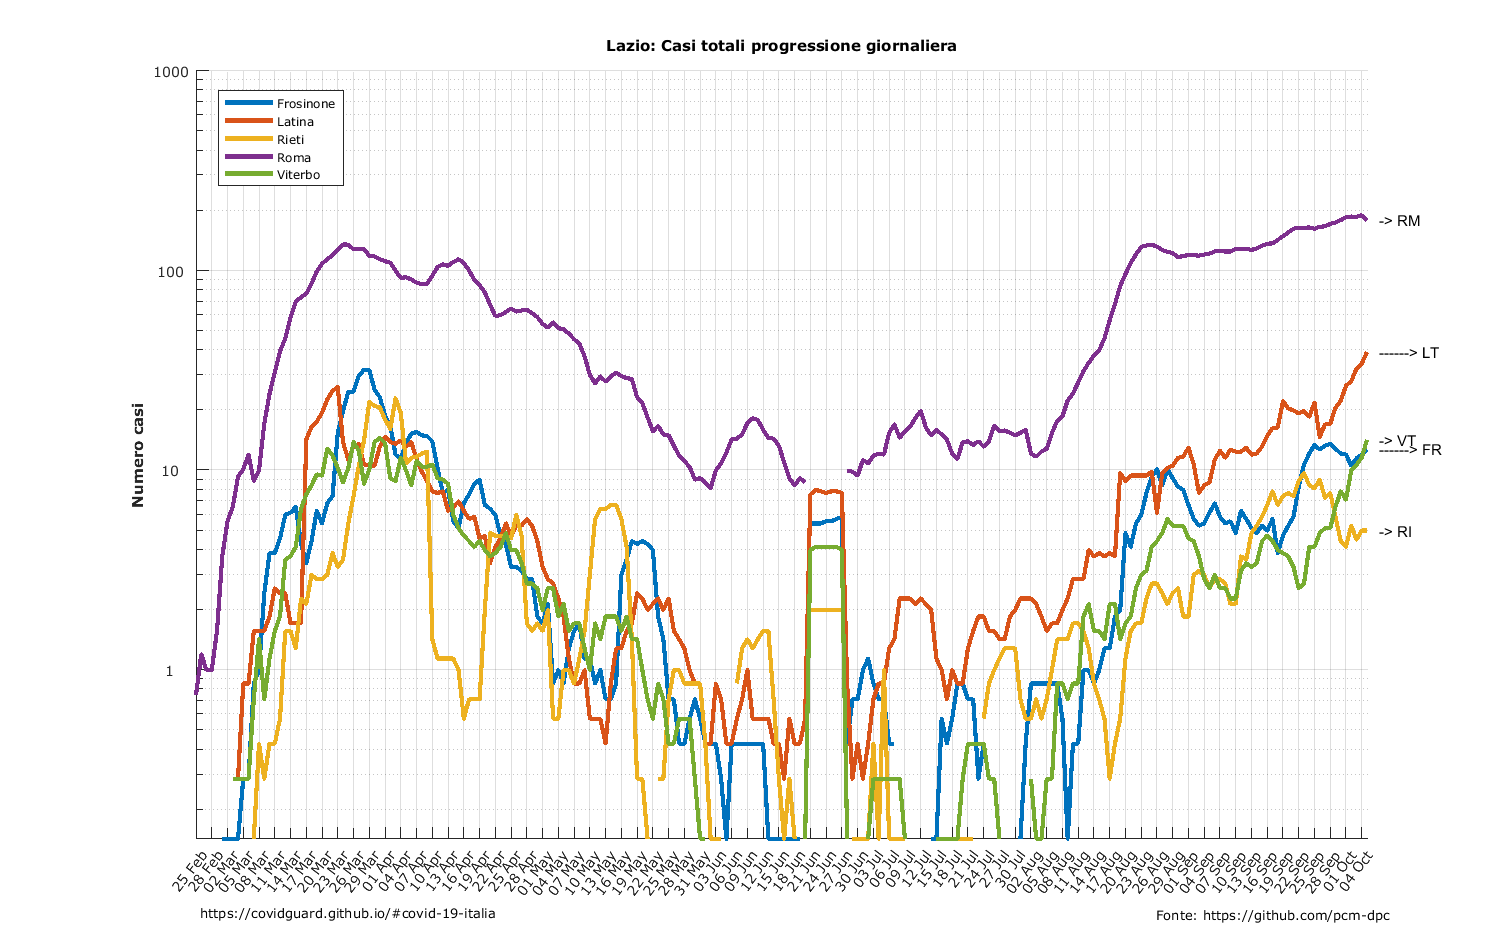 Lazio: Casi totali progressione giornaliera
1000
100
10
1
Numero casi
Frosinone
Latina
Rieti
Roma
Viterbo
-> RM
------> LT
-> VT
------> FR
-> RI
25 Feb
28 Feb
02 Mar
05 Mar
08 Mar
11 Mar
14 Mar
17 Mar
20 Mar
23 Mar
26 Mar
29 Mar
01 Apr
04 Apr
07 Apr
10 Apr
13 Apr
16 Apr
19 Apr
22 Apr
25 Apr
28 Apr
01 May
04 May
07 May
10 May
13 May
16 May
19 May
22 May
25 May
28 May
31 May
03 Jun
06 Jun
09 Jun
12 Jun
15 Jun
18 Jun
21 Jun
24 Jun
27 Jun
30 Jun
03 Jul
06 Jul
09 Jul
12 Jul
15 Jul
18 Jul
21 Jul
24 Jul
27 Jul
30 Jul
02 Aug
05 Aug
08 Aug
11 Aug
14 Aug
17 Aug
20 Aug
23 Aug
26 Aug
29 Aug
01 Sep
04 Sep
07 Sep
10 Sep
13 Sep
16 Sep
19 Sep
22 Sep
25 Sep
28 Sep
01 Oct
04 Oct
https://covidguard.github.io/#covid-19-italia
Fonte: https://github.com/pcm-dpc